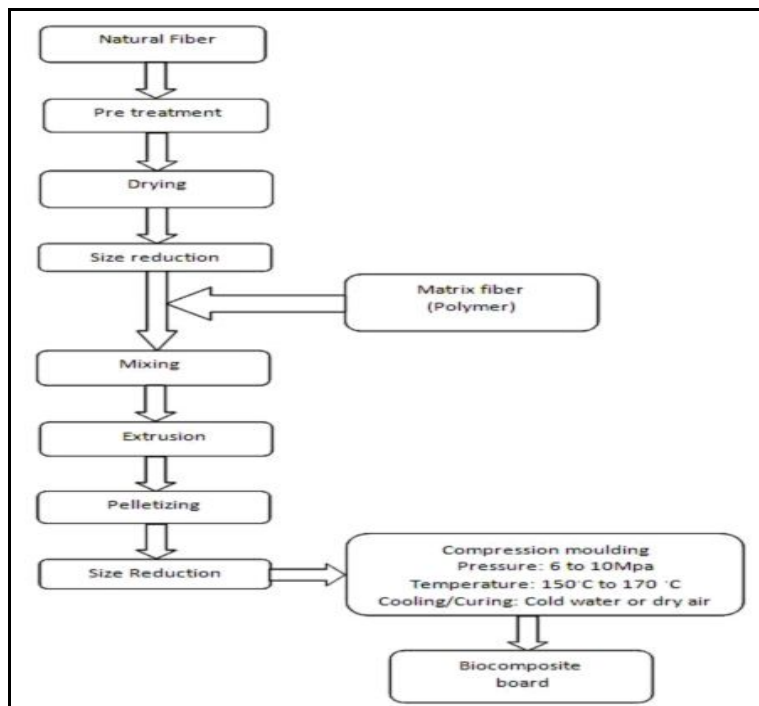 Natural Fiber
Pre treatment
Drying
Size reduction
Matrix fiber
(Polymer)
Mixing
Extrusion
Pelletizing
Size Reduction
Compression moulding
Pressure: 6 to 10Mpa
Temperature: 150°C to 170 °C
Cooling/Curing: Cold water or dry air
Biocomposite
board